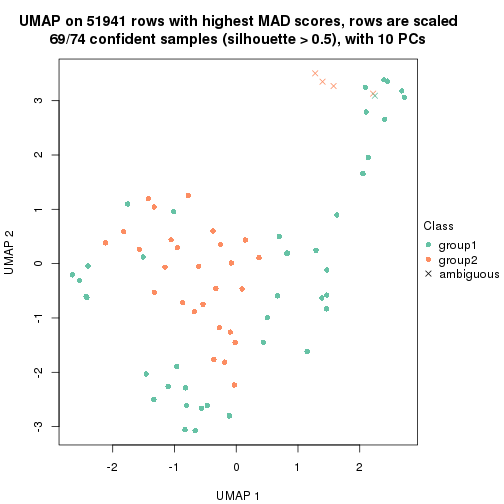 UMAP on 51941 rows with highest MAD scores, rows are scaled
69/74 confident samples (silhouette > 0.5), with 10 PCs
3
2
1
0
-1
-2
-3
UMAP 2
-2
-1
0
1
2
UMAP 1
Class
group1
group2
ambiguous